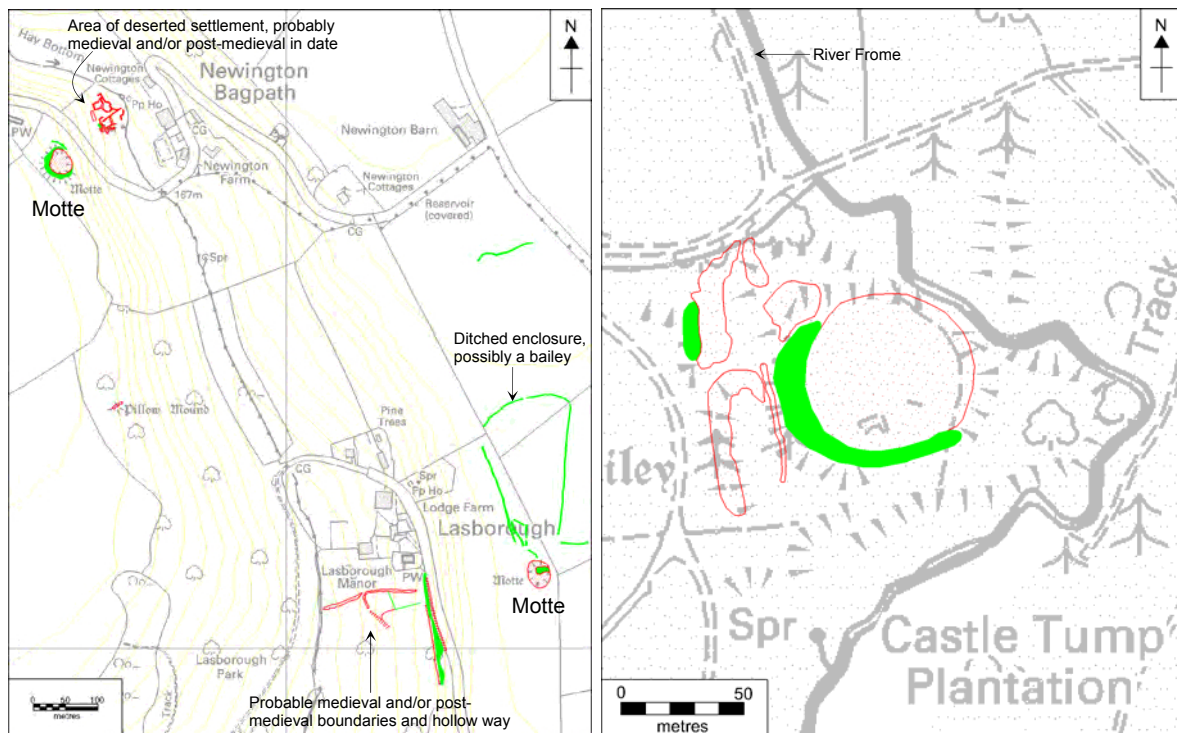 Area of deserted settlement, probably
medieval and/or post-medieval in date
N
Hay Bottom
Newington
Cottages
Newington
Bagpath
Pp Ho
PW
CG
Newington Barn
Motte
Motte
Newington
Farm
167m
Newington
Cottages
Reservoir
(covered)
CG
Spr
Ditched enclosure,
possibly a bailey
Pillow Mound
Pine
Trees
CG
Spr
Pp Ho
Lodge Farm
Lasborough
Lasborough
Manor
PW
Motte
Motte
Lasborough
Park
Track
Probable medieval and/or post-
medieval boundaries and hollow way
0 50 100
metres
River Frome
N
Track
iley
Spr
Castle Tump
Plantation
0 50
metres